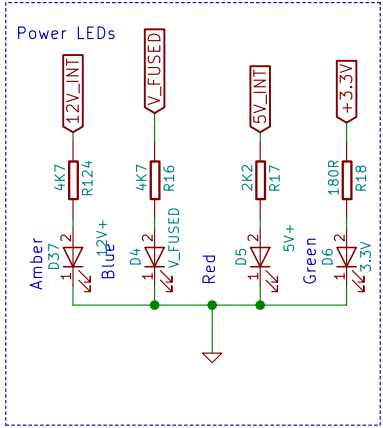 Power LEDs
12V_INT
V_FUSED
5V_INT
+3.3V
4K7
R124
4K7
R16
2K2
R17
180R
R18
Amber
D37
2
1
12V+
Blue
D4
2
1
V_FUSED
Red
D5
2
1
5V+
Green
D6
2
1
3.3V